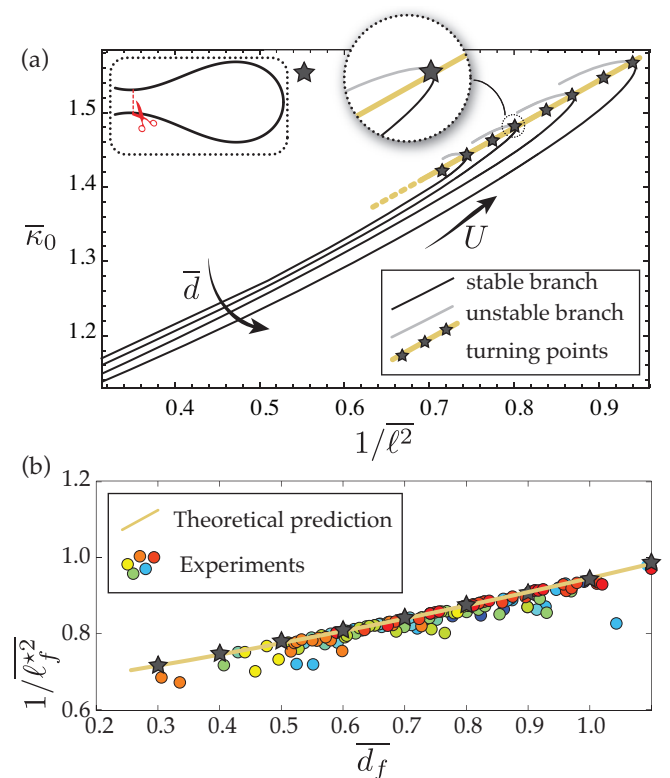 (a)
1.5
1.4
1.3
1.2
κ̅₀
d̅
U
stable branch
unstable branch
turning points
0.4 0.5 0.6 0.7 0.8 0.9
1/ℓ̅²
(b)
1.2
1.0
0.8
0.6
1/ℓ̅_f^{⋆2}
Theoretical prediction
Experiments
0.2 0.3 0.4 0.5 0.6 0.7 0.8 0.9 1.0
d̅_f